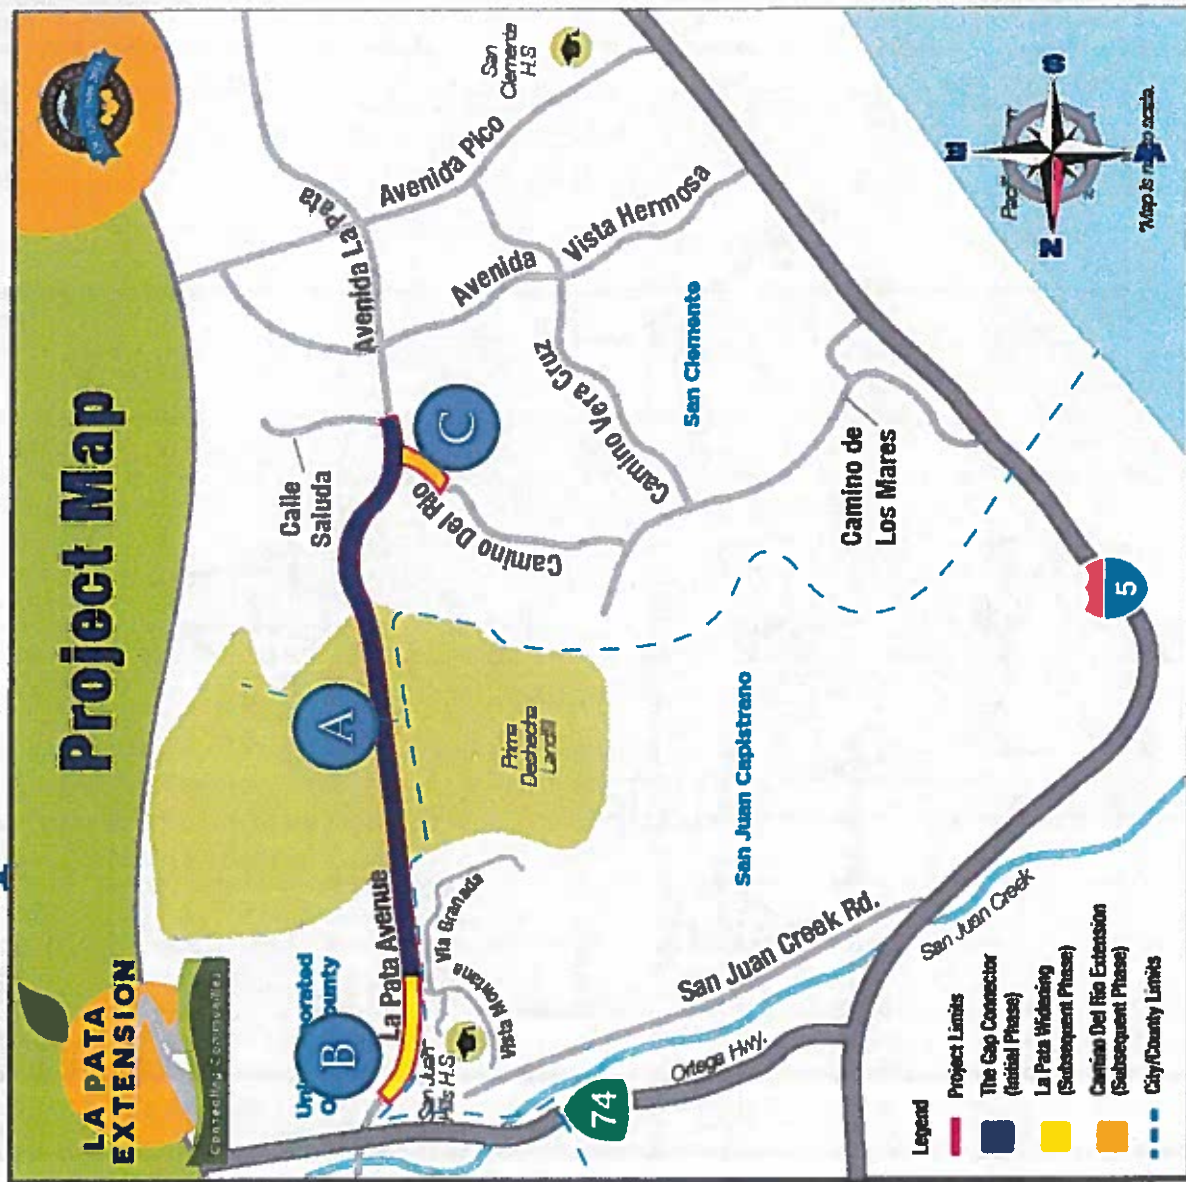 LA PATA
EXTENSION
Project Map
Avenida La Pata
Avenida Pico
San
Clemente
H.S
Avenida La Pata
Avenida
Vista Hermosa
Calle
Saluda
C
Camino Del Rio
Camino Vera Cruz
San Clemente
Camino de
Los Mares
A
Prima
Deshecha
Landfill
La Pata Avenue
B
Via Granada
Vista Montana
San Juan
H.S
San Juan Capistrano
San Juan Creek Rd.
San Juan Creek
Ortega Hwy.
74
5
N
S
Legend
Project Limits
The Gap Connector
(Initial Phase)
La Pata Widening
(Subsequent Phase)
Camino Del Rio Extension
(Subsequent Phase)
City/County Limits